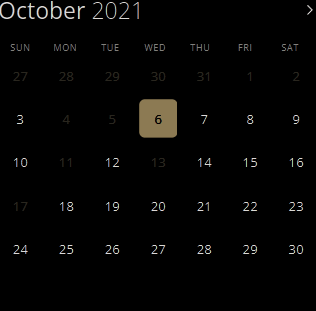 October 2021 >
SUN MON TUE WED THU FRI SAT
27 28 29 30 31 1 2
3 4 5 6 7 8 9
10 11 12 13 14 15 16
17 18 19 20 21 22 23
24 25 26 27 28 29 30